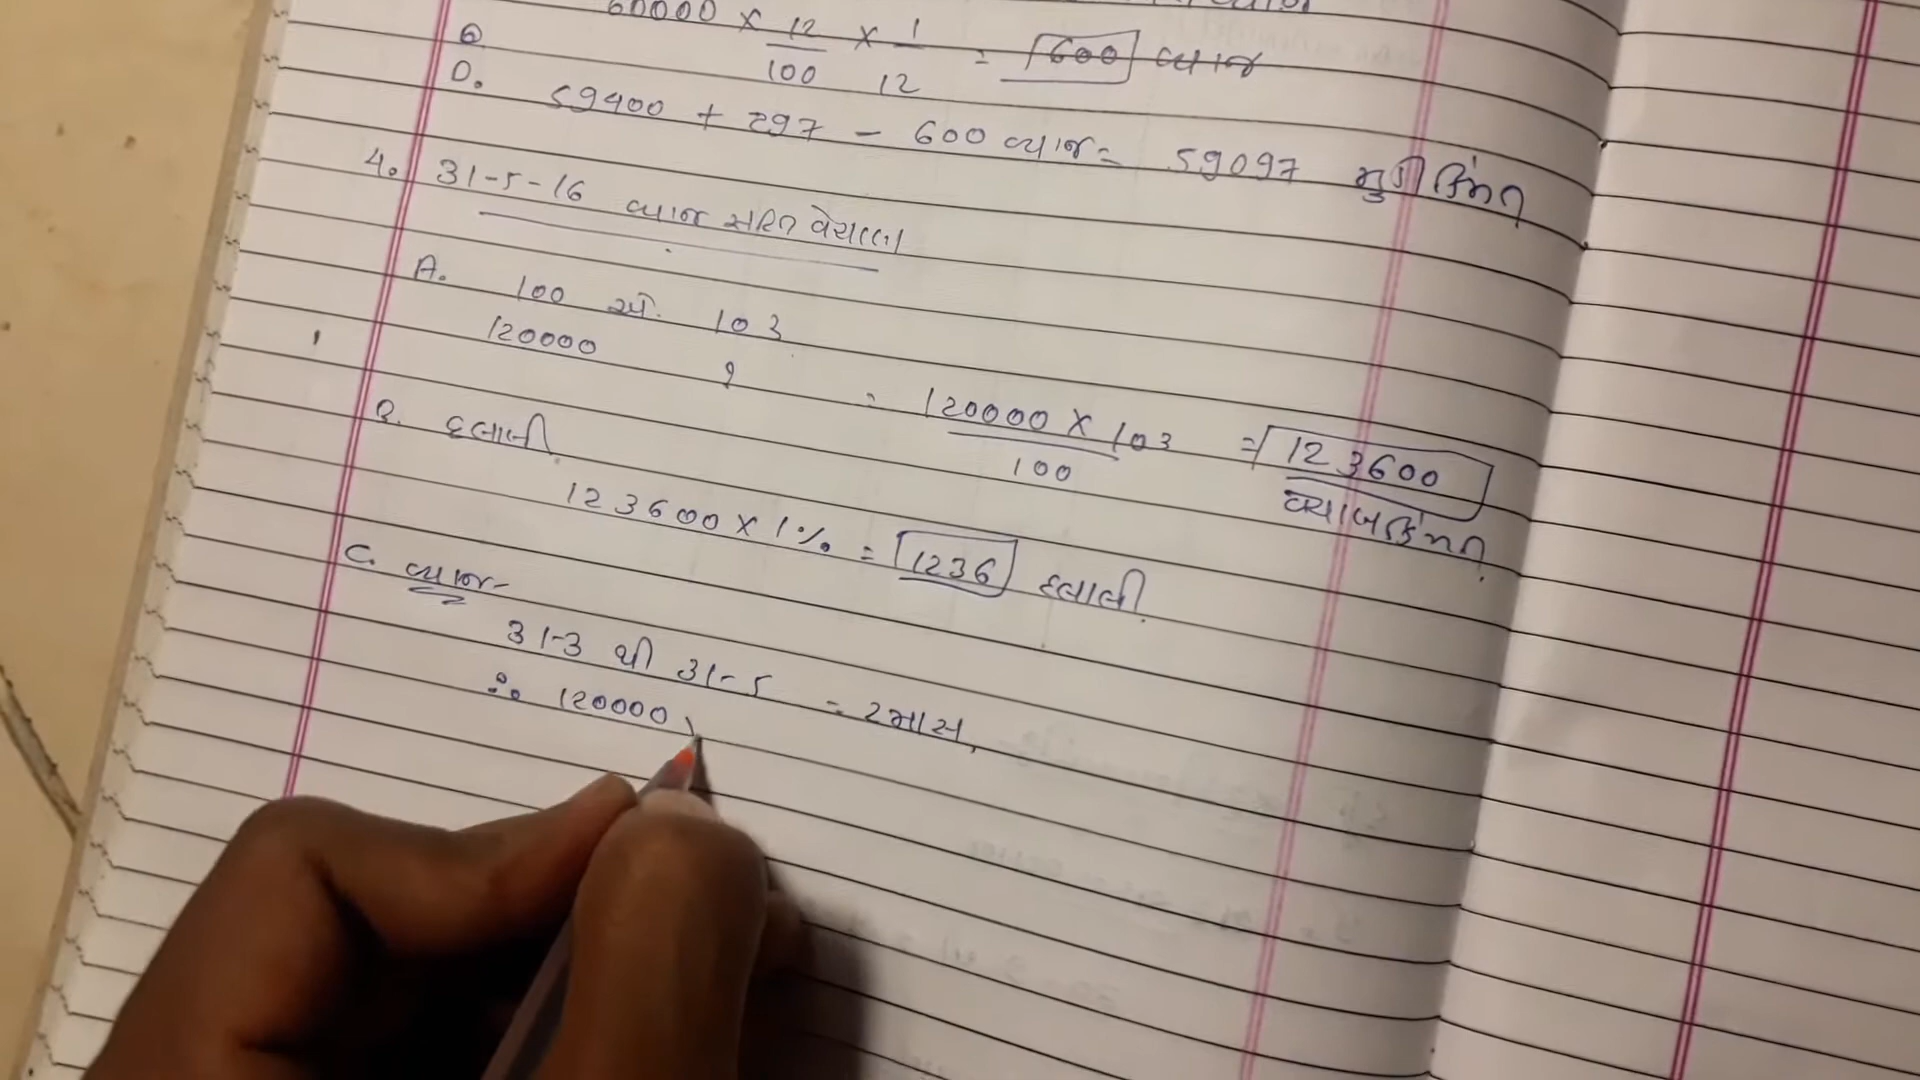 60000 × 12/100 × 1/12 = 600 વ્યાજ
D. 59400 + 297 - 600 વ્યાજ = 59097 મુડી કિંમત
4. 31-5-16 વ્યાજ સહિત વેચાણ
A. 100 એ. 103
120000 ?
= 120000 × 103 / 100 = 123600
વેચાણ કિંમત
B. દલાલી
123600 × 1% = 1236 દલાલી
C. વ્યાજ-
31-3 થી 31-5 = 2માસ
∴ 120000